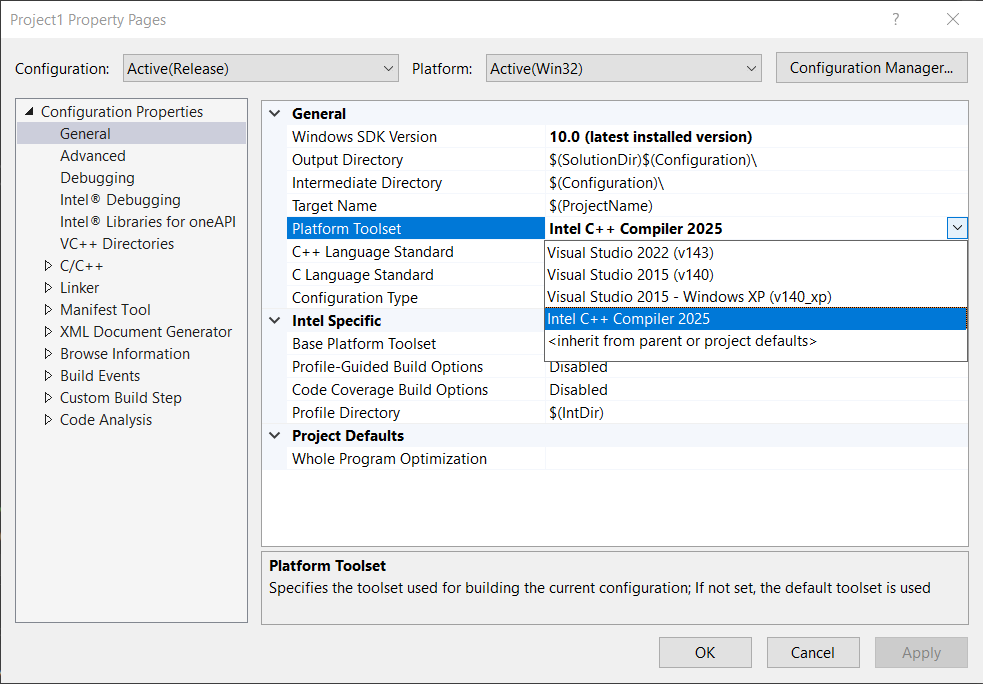 Project1 Property Pages
Configuration: Active(Release) Platform: Active(Win32) Configuration Manager...
Configuration Properties
General
Advanced
Debugging
Intel® Debugging
Intel® Libraries for oneAPI
VC++ Directories
C/C++
Linker
Manifest Tool
XML Document Generator
Browse Information
Build Events
Custom Build Step
Code Analysis
General
Windows SDK Version 10.0 (latest installed version)
Output Directory $(SolutionDir)$(Configuration)\
Intermediate Directory $(Configuration)\
Target Name $(ProjectName)
Platform Toolset Intel C++ Compiler 2025
C++ Language Standard Visual Studio 2022 (v143)
C Language Standard Visual Studio 2015 (v140)
Configuration Type Visual Studio 2015 - Windows XP (v140_xp)
Intel Specific Intel C++ Compiler 2025
Base Platform Toolset <inherit from parent or project defaults>
Profile-Guided Build Options Disabled
Code Coverage Build Options Disabled
Profile Directory $(IntDir)
Project Defaults
Whole Program Optimization
Platform Toolset
Specifies the toolset used for building the current configuration; If not set, the default toolset is used
OK Cancel Apply